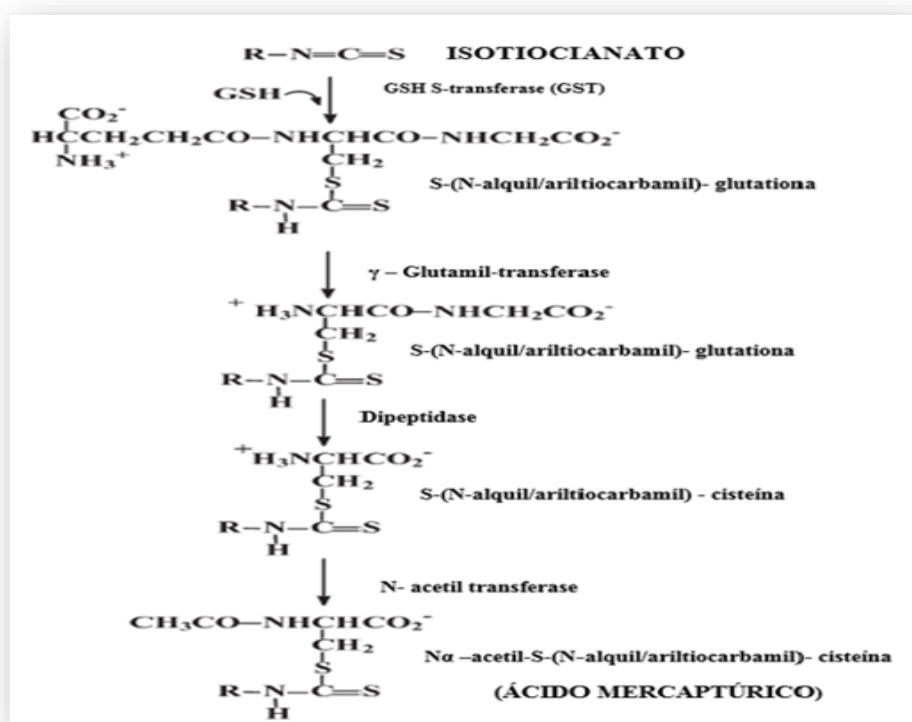 R−N=C=S ISOTIOCIANATO
GSH GSH S-transferase (GST)
CO₂⁻
HCCH₂CH₂CO−NHCHCO−NHCH₂CO₂⁻
NH₃⁺ CH₂
S S-(N-alquil/ariltiocarbamil)- glutationa
R−N−C=S
H
γ – Glutamil-transferase
⁺ H₃NCHCO−NHCH₂CO₂⁻
CH₂
S S-(N-alquil/ariltiocarbamil)- glutationa
R−N−C=S
H
Dipeptidase
⁺H₃NCHCO₂⁻
CH₂
S S-(N-alquil/ariltiocarbamil) - cisteína
R−N−C=S
H
N- acetil transferase
CH₃CO−NHCHCO₂⁻
CH₂
S Nα –acetil-S-(N-alquil/ariltiocarbamil)- cisteína
R−N−C=S (ÁCIDO MERCAPTÚRICO)
H